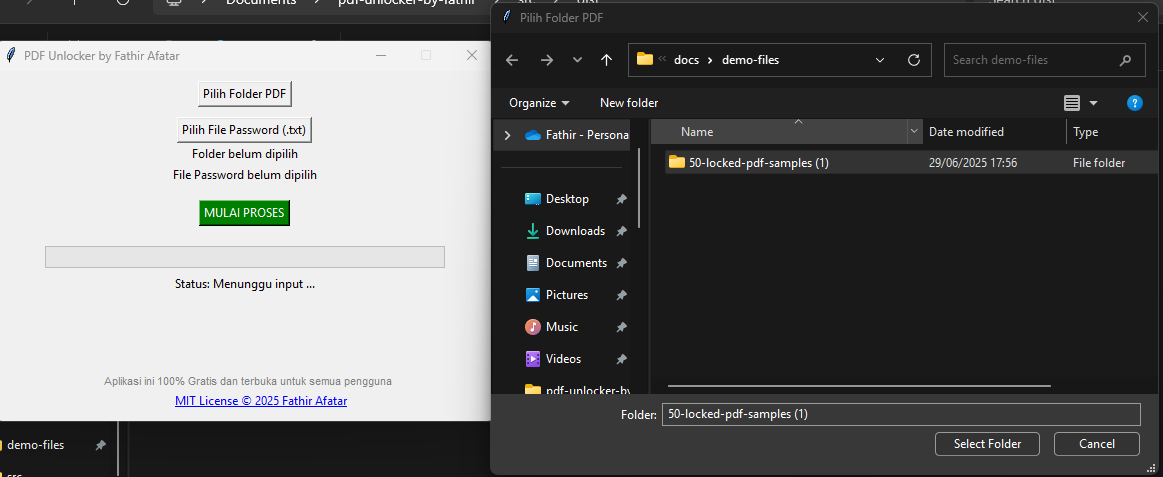 Documents
pdf-unlocker-by-fathir
src
PDF Unlocker by Fathir Afatar
Pilih Folder PDF
Pilih File Password (.txt)
Folder belum dipilih
File Password belum dipilih
MULAI PROSES
Status: Menunggu input ...
Aplikasi ini 100% Gratis dan terbuka untuk semua pengguna
MIT License © 2025 Fathir Afatar
demo-files
src
Pilih Folder PDF
docs
demo-files
Search demo-files
Organize
New folder
Fathir - Persona
Desktop
Downloads
Documents
Pictures
Music
Videos
pdf-unlocker-by
Name
Date modified
Type
50-locked-pdf-samples (1)
29/06/2025 17:56
File folder
Folder:
50-locked-pdf-samples (1)
Select Folder
Cancel